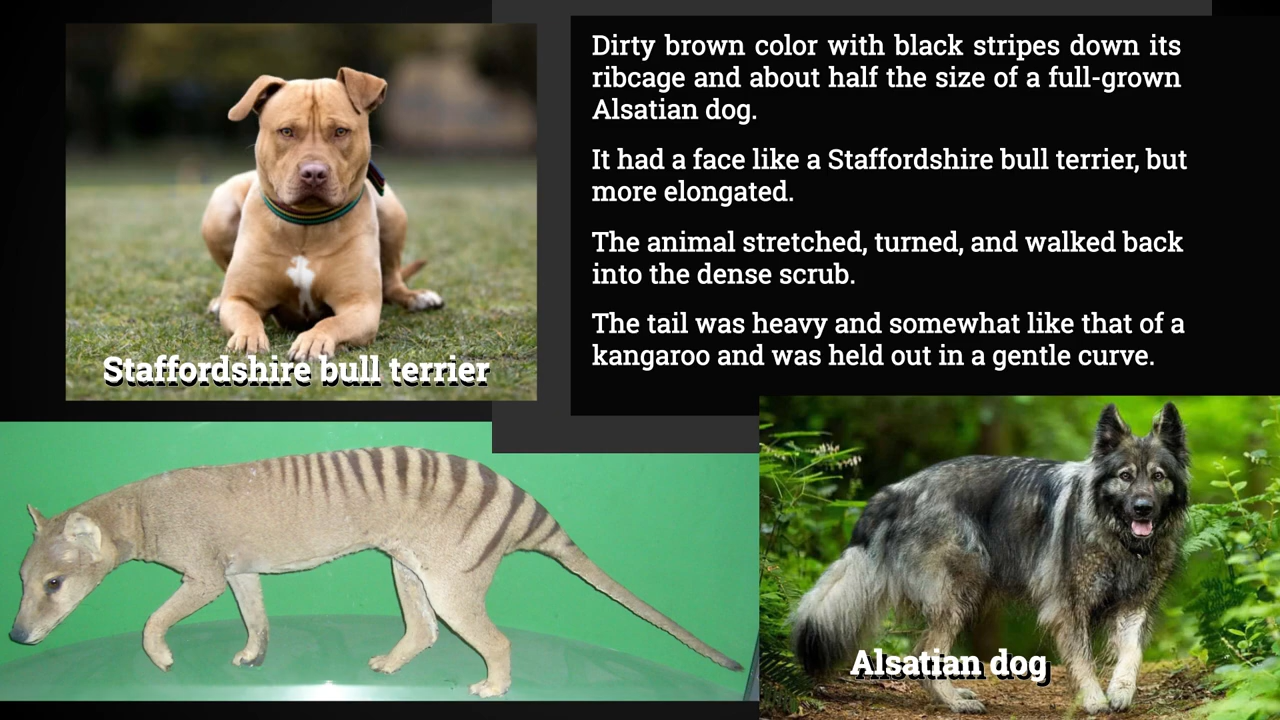 Dirty brown color with black stripes down its
ribcage and about half the size of a full-grown
Alsatian dog.
It had a face like a Staffordshire bull terrier, but
more elongated.
The animal stretched, turned, and walked back
into the dense scrub.
The tail was heavy and somewhat like that of a
kangaroo and was held out in a gentle curve.
Staffordshire bull terrier
Alsatian dog